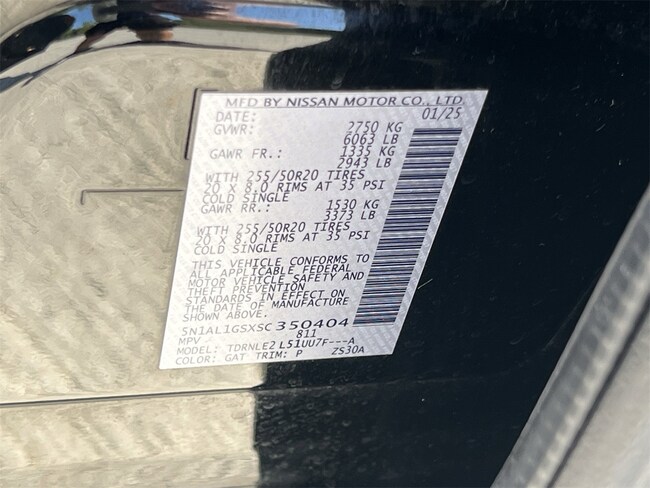 MFD BY NISSAN MOTOR CO., LTD.
DATE: 01/25
GVWR: 2750 KG
6063 LB
GAWR FR.: 1335 KG
2943 LB
WITH 255/50R20 TIRES
20 X 8.0 RIMS AT 35 PSI
COLD SINGLE
GAWR RR.: 1530 KG
3373 LB
WITH 255/50R20 TIRES
20 X 8.0 RIMS AT 35 PSI
COLD SINGLE
THIS VEHICLE CONFORMS TO
ALL APPLICABLE FEDERAL
MOTOR VEHICLE SAFETY AND
THEFT PREVENTION
STANDARDS IN EFFECT ON
THE DATE OF MANUFACTURE
SHOWN ABOVE.
5N1AL1GSXSC350404
MPV 811
MODEL: TDRNLE2L51UU7F---A
COLOR: GAT TRIM: P ZS30A